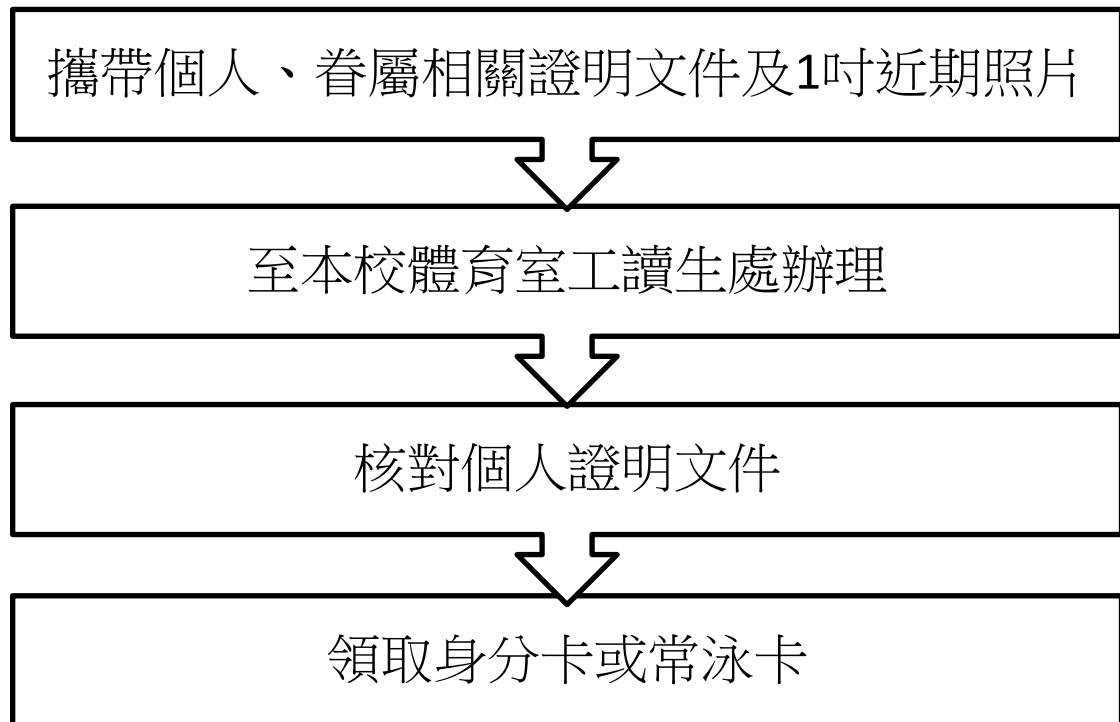 攜帶個人、眷屬相關證明文件及1吋近期照片
至本校體育室工讀生處辦理
核對個人證明文件
領取身分卡或常泳卡